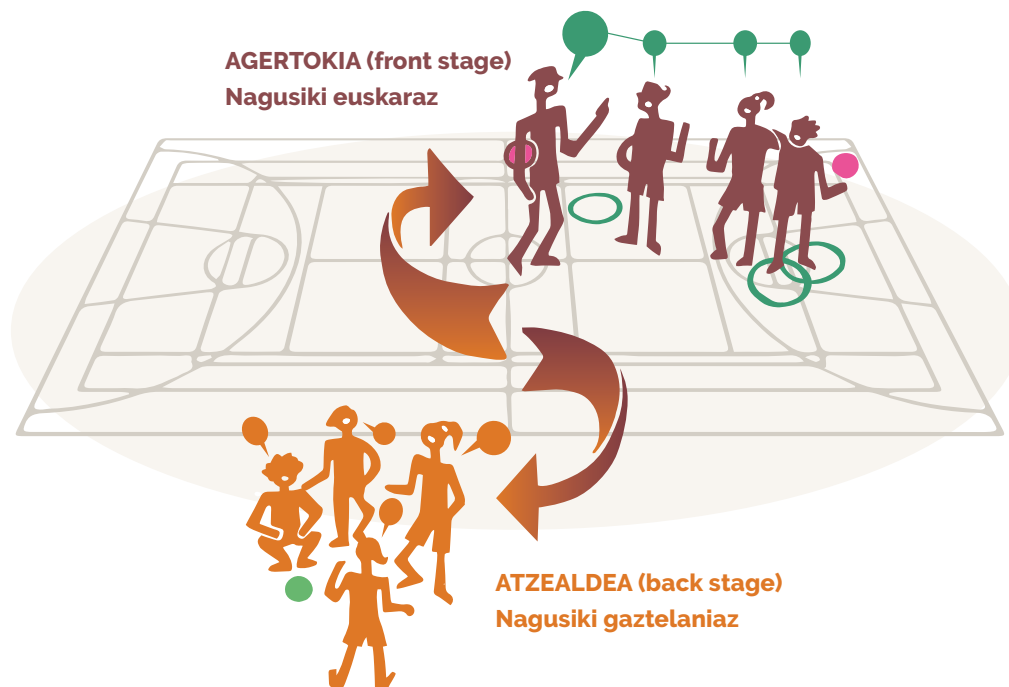 AGERTOKIA (front stage)
Nagusiki euskaraz
ATZEALDEA (back stage)
Nagusiki gaztelaniaz